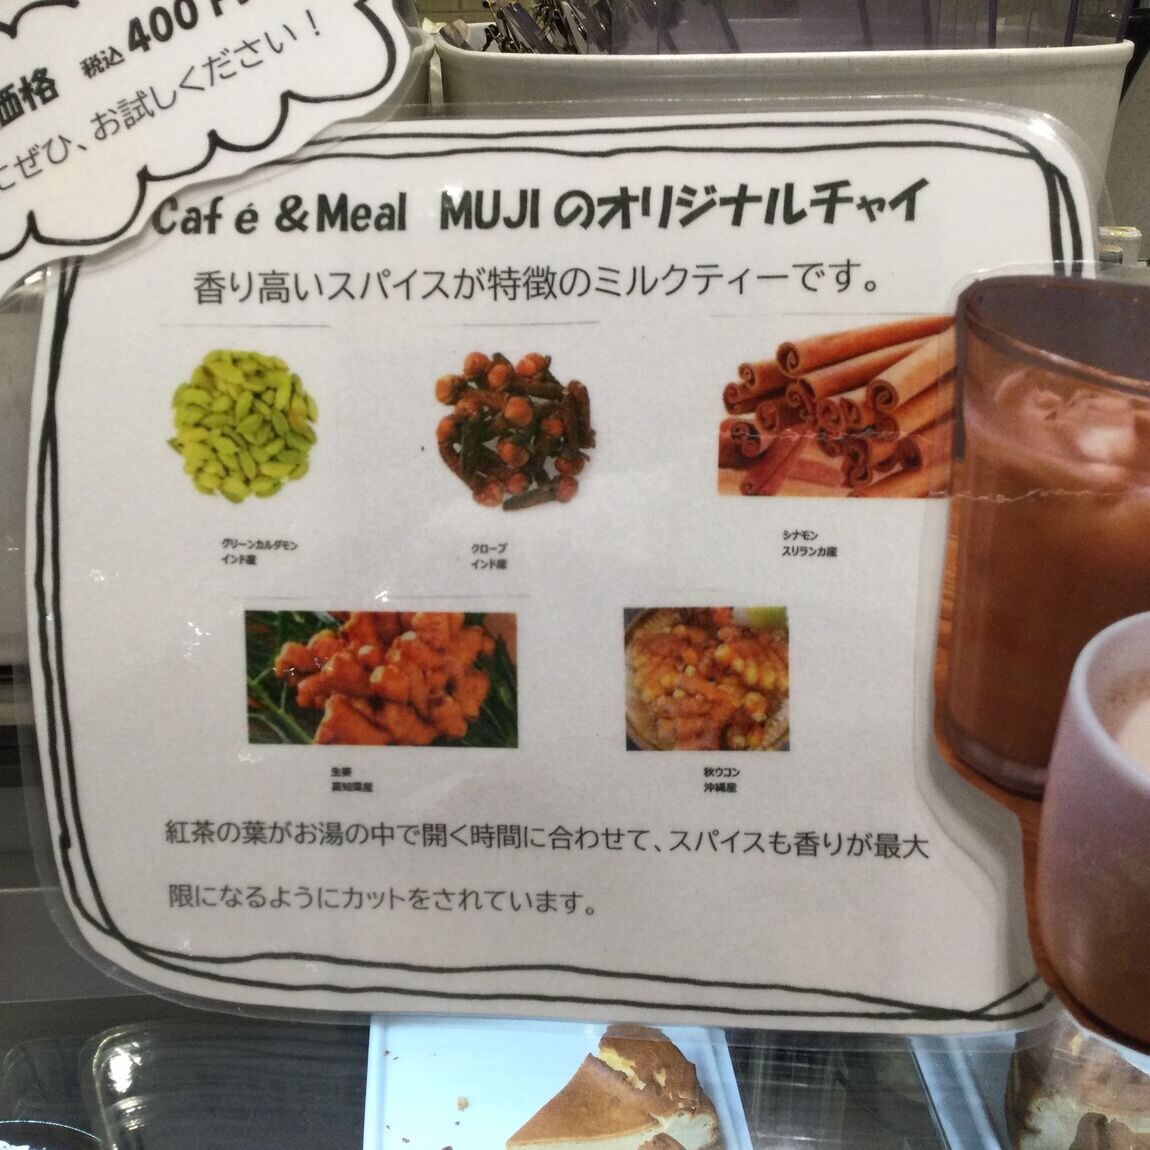 価格 税込 400
ぜひ、お試しください！
Café &Meal MUJIのオリジナルチャイ
香り高いスパイスが特徴のミルクティーです。
グリーンカルダモン
インド産
クローブ
インド産
シナモン
スリランカ産
生姜
高知県産
秋ウコン
沖縄産
紅茶の葉がお湯の中で開く時間に合わせて、スパイスも香りが最大
限になるようにカットをされています。